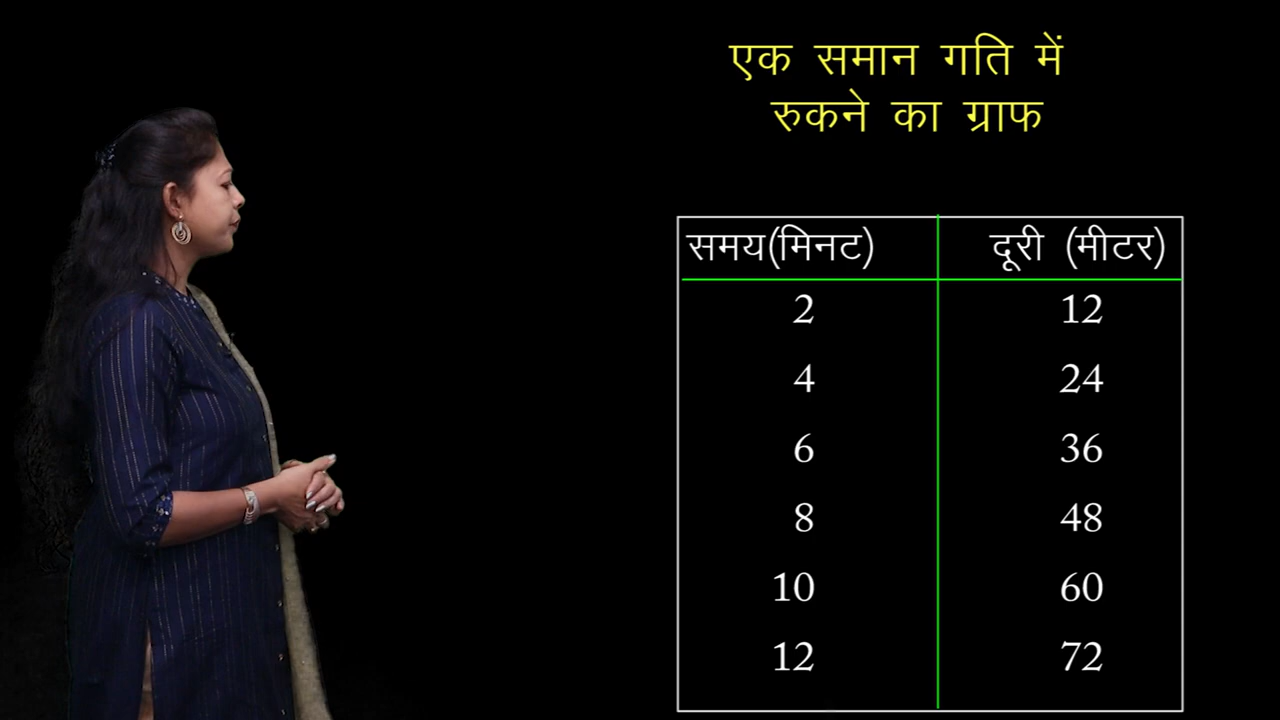 एक समान गति में
रुकने का ग्राफ
समय(मिनट) दूरी (मीटर)
2 12
4 24
6 36
8 48
10 60
12 72